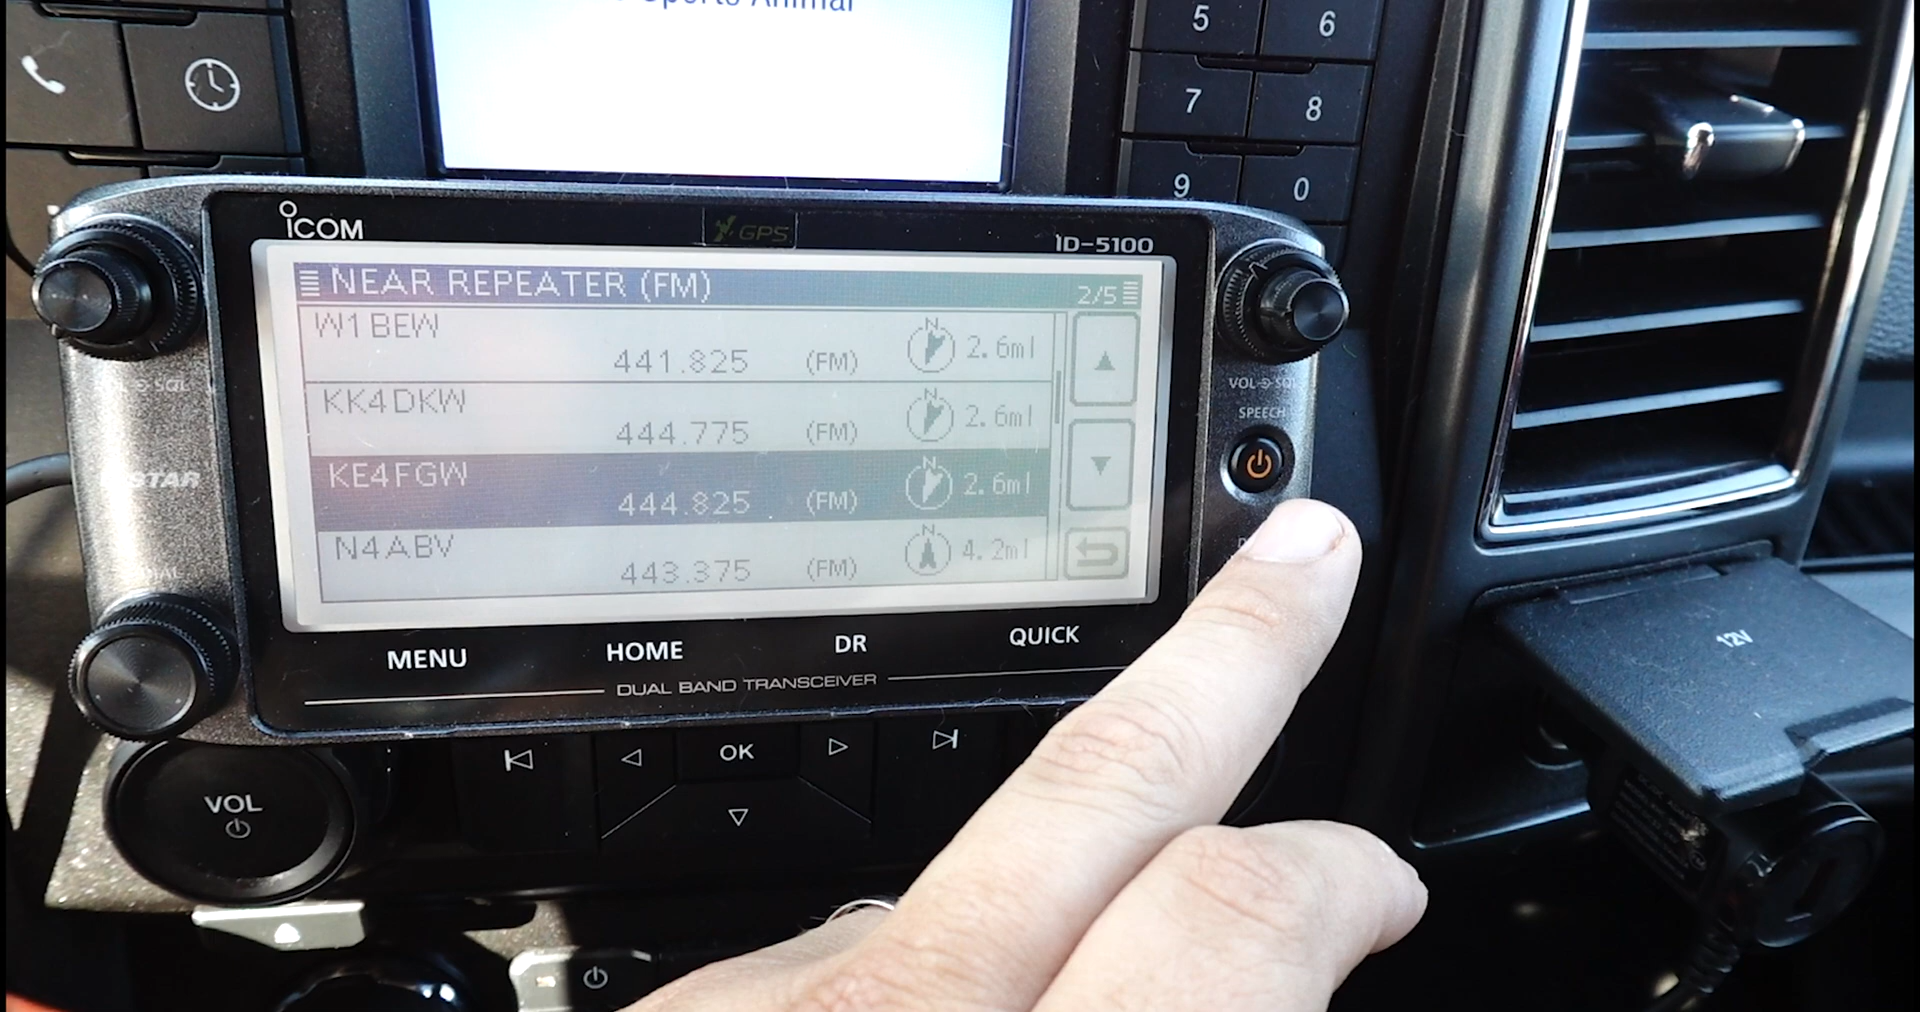 Sports Animal
5 6
7 8
9 0
ICOM
GPS
ID-5100
NEAR REPEATER (FM)
2/5
W1BEW
441.825 (FM) N 2.6ml
KK4DKW
444.775 (FM) N 2.6ml
KE4FGW
444.825 (FM) N 2.6ml
N4ABV
443.375 (FM) N 4.2ml
SQL
VOL SQL
SPEECH
STAR
MENU HOME DR QUICK
DUAL BAND TRANSCEIVER
12V
OK
VOL